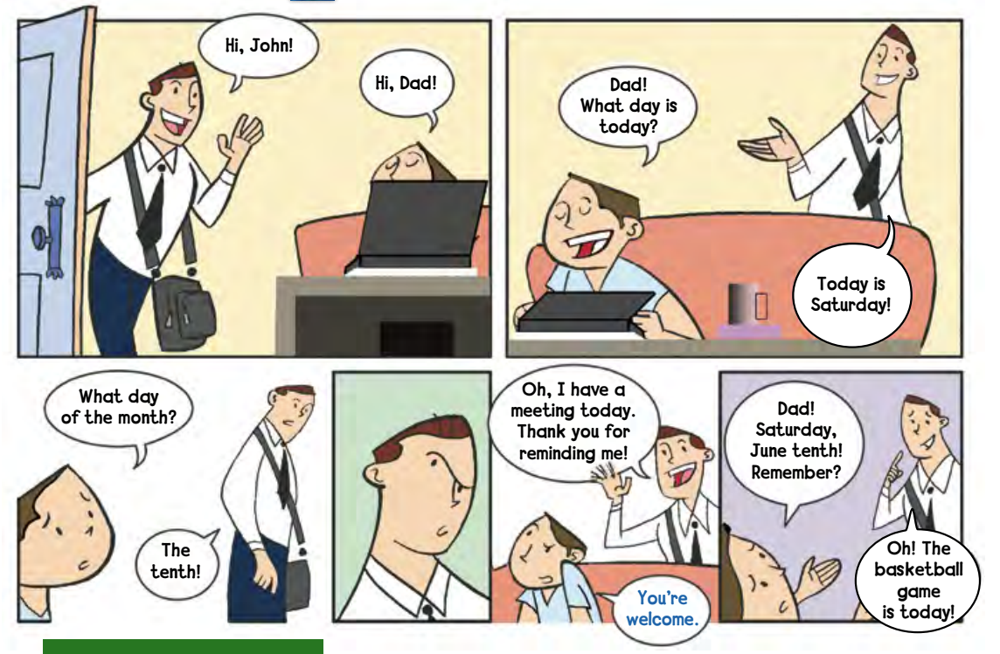 Hi, John!
Hi, Dad!
Dad!
What day is
today?
Today is
Saturday!
What day
of the month?
The
tenth!
Oh, I have a
meeting today.
Thank you for
reminding me!
You're
welcome.
Dad!
Saturday,
June tenth!
Remember?
Oh! The
basketball
game
is today!